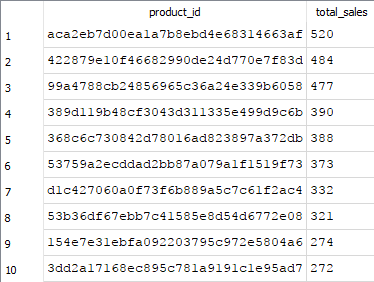 product_id total_sales
1 aca2eb7d00ea1a7b8ebd4e68314663af 520
2 422879e10f46682990de24d770e7f83d 484
3 99a4788cb24856965c36a24e339b6058 477
4 389d119b48cf3043d311335e499d9c6b 390
5 368c6c730842d78016ad823897a372db 388
6 53759a2ecddad2bb87a079a1f1519f73 373
7 d1c427060a0f73f6b889a5c7c61f2ac4 332
8 53b36df67ebb7c41585e8d54d6772e08 321
9 154e7e31ebfa092203795c972e5804a6 274
10 3dd2a17168ec895c781a9191c1e95ad7 272